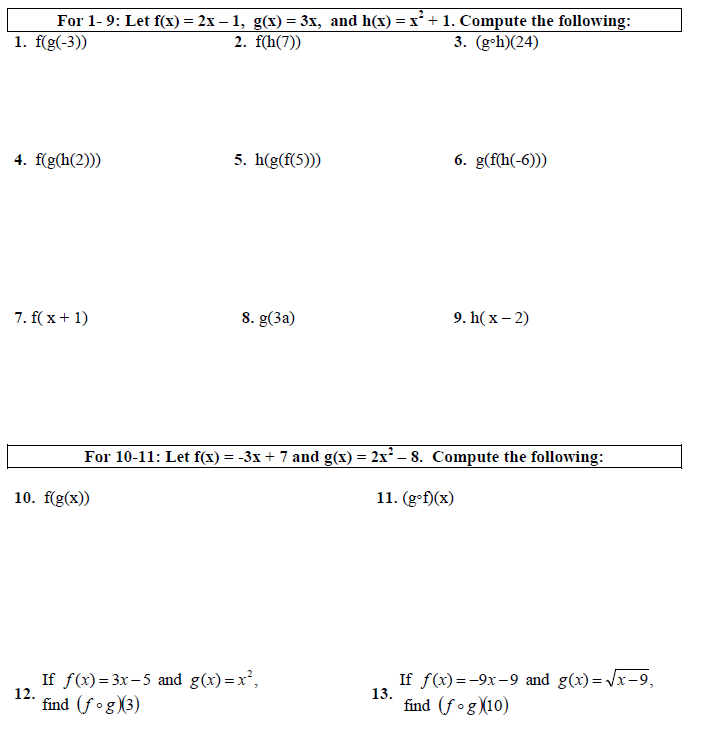 For 1- 9: Let f(x) = 2x – 1, g(x) = 3x, and h(x) = x² + 1. Compute the following:
1. f(g(-3)) 2. f(h(7)) 3. (g∘h)(24)
4. f(g(h(2))) 5. h(g(f(5))) 6. g(f(h(-6)))
7. f( x + 1) 8. g(3a) 9. h( x – 2)
For 10-11: Let f(x) = -3x + 7 and g(x) = 2x² – 8. Compute the following:
10. f(g(x)) 11. (g∘f)(x)
12. If f(x) = 3x – 5 and g(x) = x²,
find (f ∘ g)(3)
13. If f(x) = –9x – 9 and g(x) = √(x – 9),
find (f ∘ g)(10)